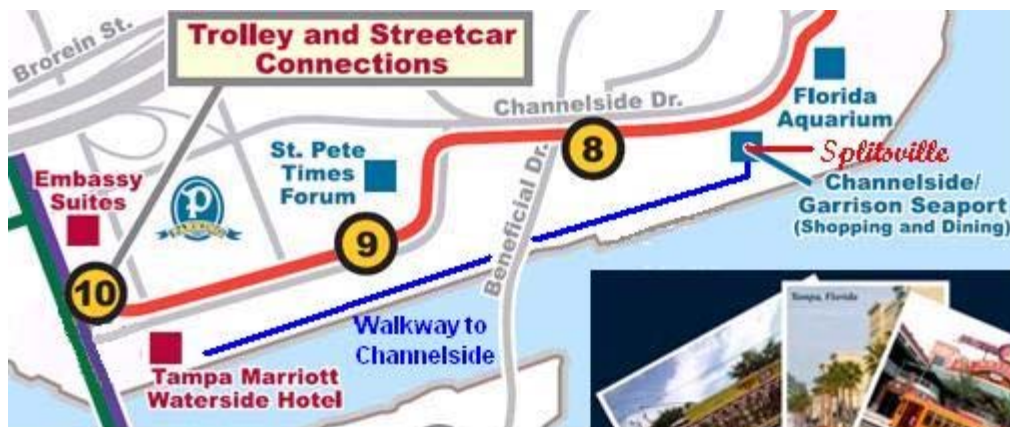 Brorein St.
Trolley and Streetcar
Connections
Channelside Dr.
Florida
Aquarium
8
Splitsville
St. Pete
Times
Forum
Embassy
Suites
P
Channelside/
Garrison Seaport
(Shopping and Dining)
9
Beneficial Dr.
10
Walkway to
Channelside
Tampa, Florida
Tampa Marriott
Waterside Hotel